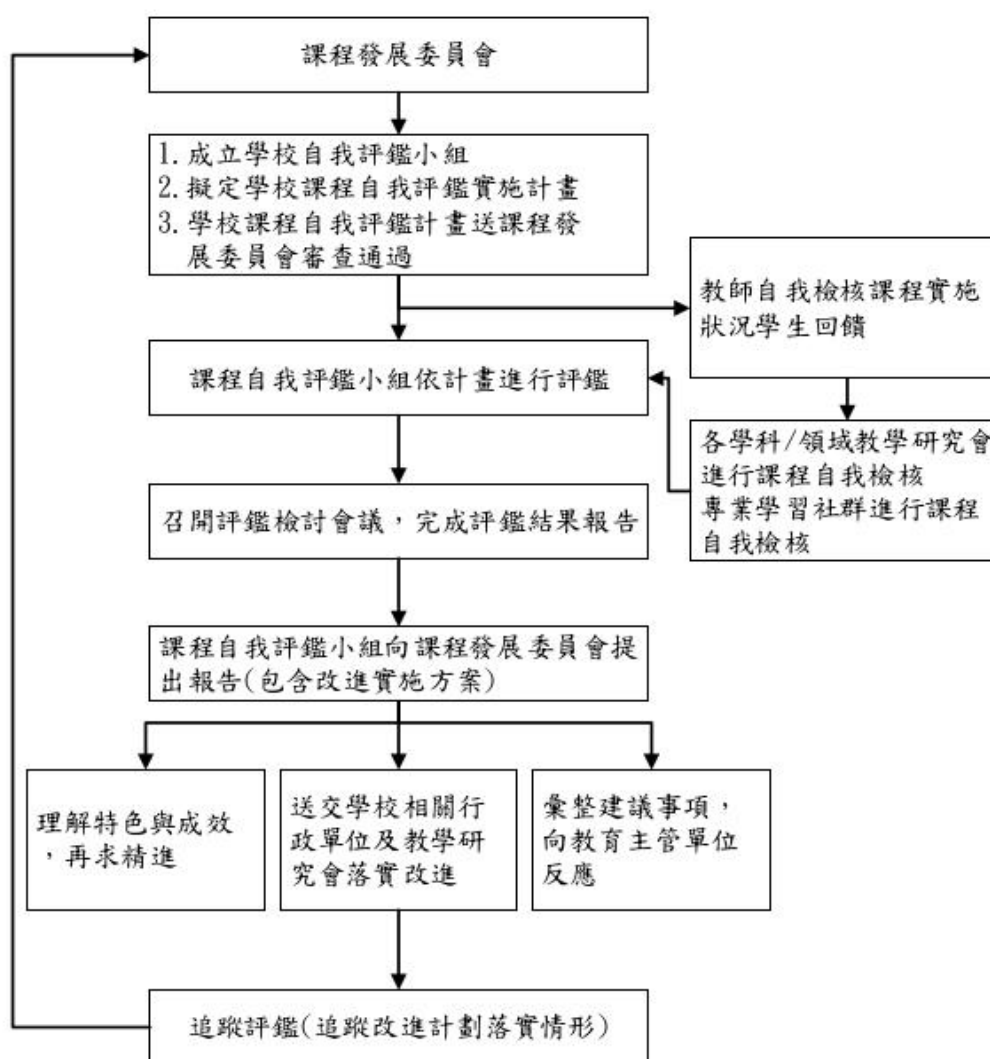 課程發展委員會
1.成立學校自我評鑑小組
2.擬定學校課程自我評鑑實施計畫
3.學校課程自我評鑑計畫送課程發
展委員會審查通過
教師自我檢核課程實施
狀況學生回饋
課程自我評鑑小組依計畫進行評鑑
各學科/領域教學研究會
進行課程自我檢核
專業學習社群進行課程
自我檢核
召開評鑑檢討會議，完成評鑑結果報告
課程自我評鑑小組向課程發展委員會提
出報告(包含改進實施方案)
理解特色與成效
，再求精進
送交學校相關行
政單位及教學研
究會落實改進
彙整建議事項，
向教育主管單位
反應
追蹤評鑑(追蹤改進計劃落實情形)